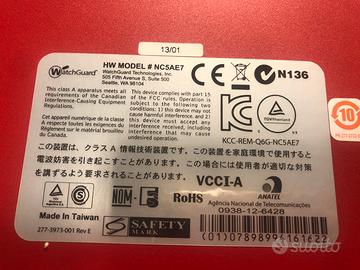 13/01
WatchGuard
HW MODEL # NC5AE7
WatchGuard Technologies, Inc.
505 Fifth Avenue S, Suite 500
Seattle, WA 98104
N136
This class A apparatus meets all
requirements of the Canadian
Interference-Causing Equipment
Regulations.
Cet appareil numérique de la classe A
respecte les exigences du
Règlement sur le matériel brouilleur
du Canada.
This device complies with part 15
of the FCC rules. Operation is
subject to the following two
conditions: (1) This device may not
cause harmful interference, and
(2) this device must accept any
interference received, including
interference that may cause
undesired operation.
KCC-REM-Q6G-NC5AE7
この装置は、クラスA情報技術装置です。この装置を家庭環境で使用すると
電波妨害を引き起こすことがあります。この場合には使用者が適切な対策
を講ずるよう要求されることがあります。
VCCI-A
NOM
RoHS
ANATEL
Agência Nacional de Telecomunicações
0938-12-6428
Made in Taiwan
277-3973-001 Rev E
SAFETY
MARK
subito